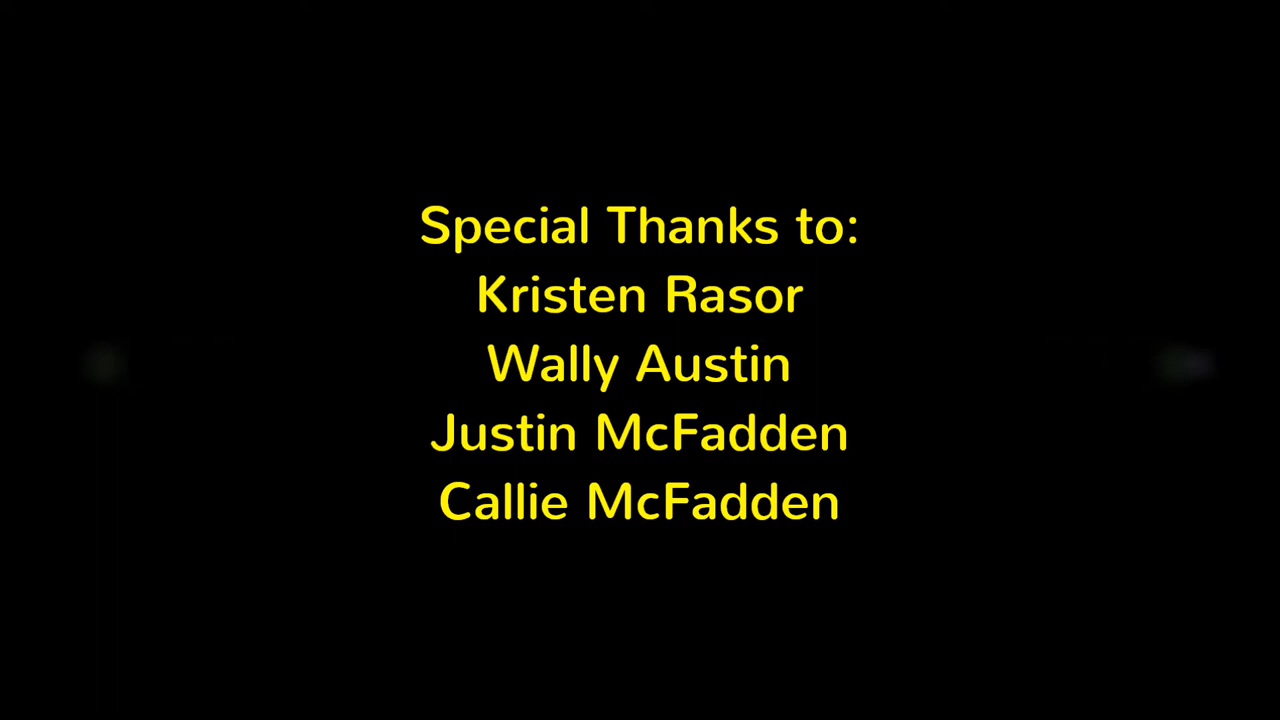 Special Thanks to:
Kristen Rasor
Wally Austin
Justin McFadden
Callie McFadden